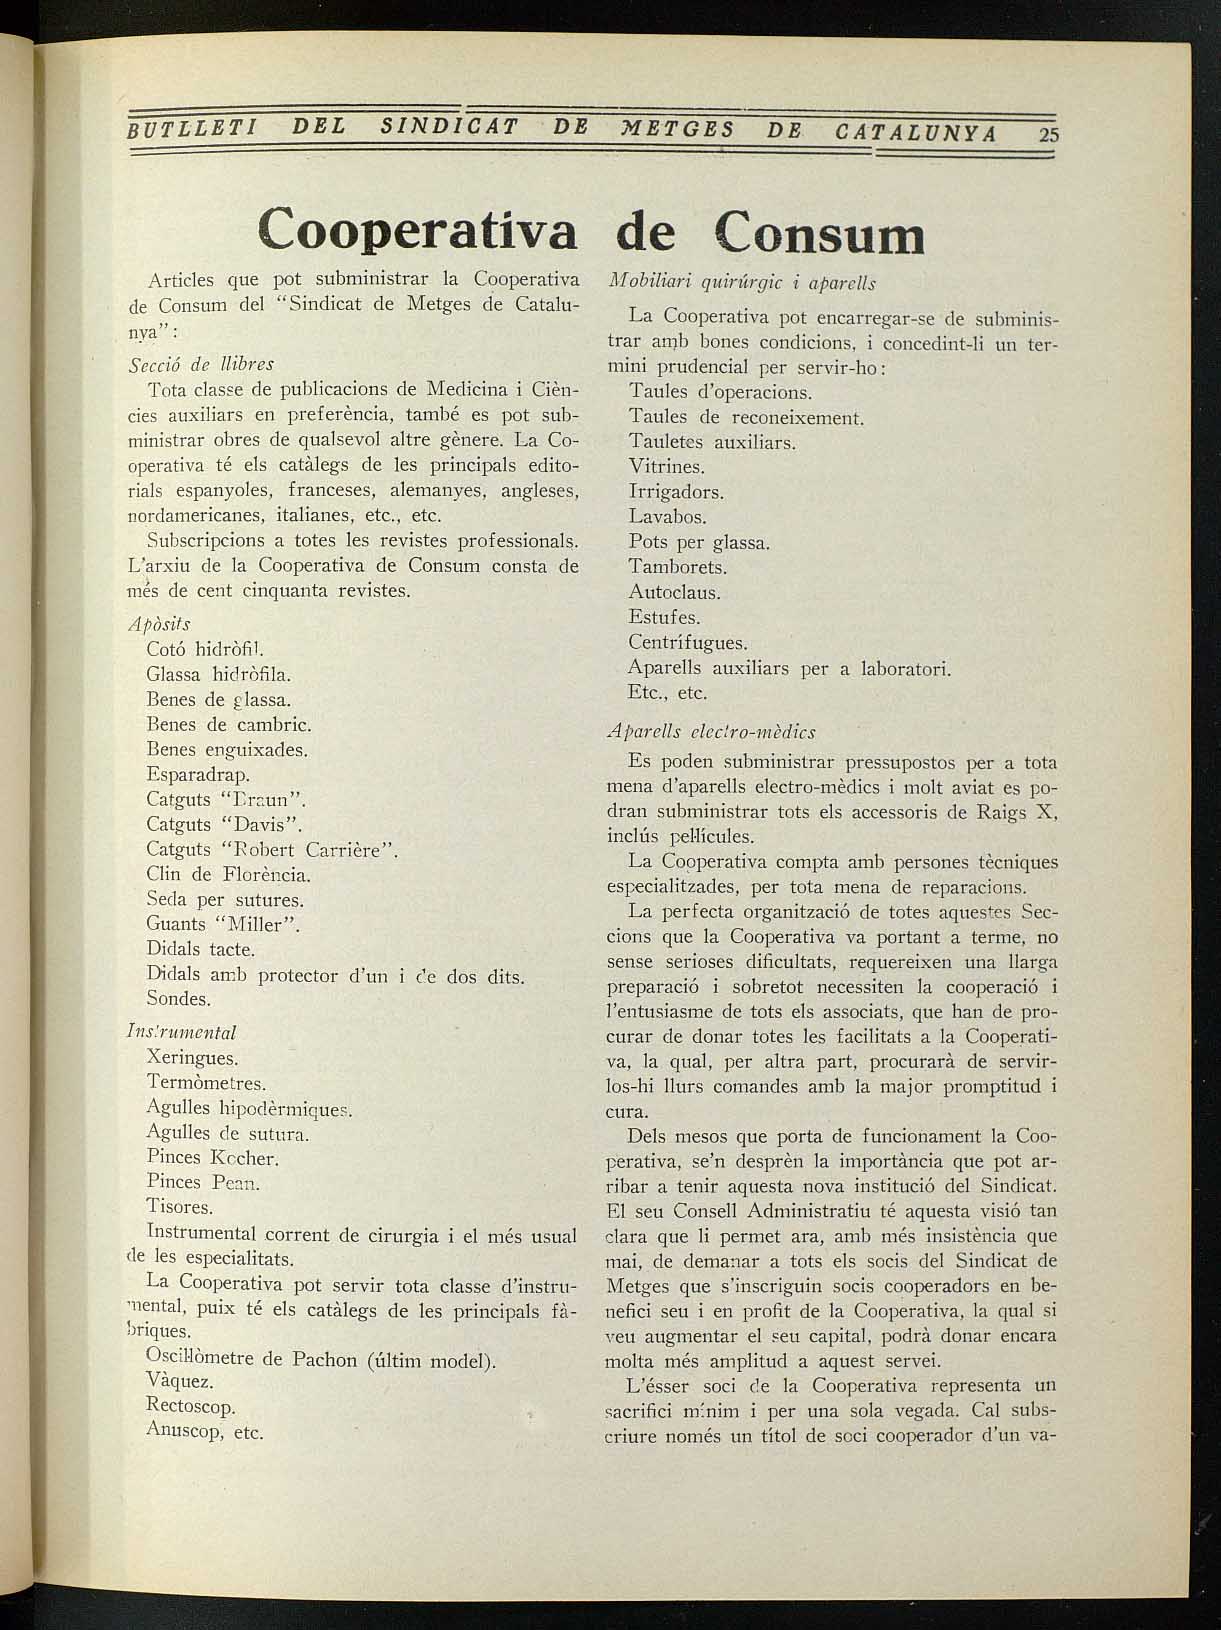 BUTLLETI DEL SINDICAT DE METGES DE CATALUNYA 25
Cooperativa de Consum
Articles que pot subministrar la Cooperativa
de Consum del "Sindicat de Metges de Catalu-
nya":
Secció de llibres
Tota classe de publicacions de Medicina i Cièn-
cies auxiliars en preferència, també es pot sub-
ministrar obres de qualsevol altre gènere. La Co-
operativa té els catàlegs de les principals edito-
rials espanyoles, franceses, alemanyes, angleses,
nordamericanes, italianes, etc., etc.
Subscripcions a totes les revistes professionals.
L'arxiu de la Cooperativa de Consum consta de
més de cent cinquanta revistes.
Apòsits
Cotó hidròfil.
Glassa hidròfila.
Benes de glassa.
Benes de cambric.
Benes enguixades.
Esparadrap.
Catguts "Braun".
Catguts "Davis".
Catguts "Robert Carrière".
Clin de Florència.
Seda per sutures.
Guants "Miller".
Didals tacte.
Didals amb protector d'un i de dos dits.
Sondes.
Instrumental
Xeringues.
Termòmetres.
Agulles hipodèrmiques.
Agulles de sutura.
Pinces Kocher.
Pinces Pean.
Tisores.
Instrumental corrent de cirurgia i el més usual
de les especialitats.
La Cooperativa pot servir tota classe d'instru-
mental, puix té els catàlegs de les principals fà-
briques.
Oscil·lòmetre de Pachon (últim model).
Vàquez.
Rectoscop.
Anuscop, etc.
Mobiliari quirúrgic i aparells
La Cooperativa pot encarregar-se de subminis-
trar amb bones condicions, i concedint-li un ter-
mini prudencial per servir-ho:
Taules d'operacions.
Taules de reconeixement.
Tauletes auxiliars.
Vitrines.
Irrigadors.
Lavabos.
Pots per glassa.
Tamborets.
Autoclaus.
Estufes.
Centrífugues.
Aparells auxiliars per a laboratori.
Etc., etc.
Aparells electro-mèdics
Es poden subministrar pressupostos per a tota
mena d'aparells electro-mèdics i molt aviat es po-
dran subministrar tots els accessoris de Raigs X,
inclús pel·lícules.
La Cooperativa compta amb persones tècniques
especialitzades, per tota mena de reparacions.
La perfecta organització de totes aquestes Sec-
cions que la Cooperativa va portant a terme, no
sense serioses dificultats, requereixen una llarga
preparació i sobretot necessiten la cooperació i
l'entusiasme de tots els associats, que han de pro-
curar de donar totes les facilitats a la Cooperati-
va, la qual, per altra part, procurarà de servir-
los-hi llurs comandes amb la major promptitud i
cura.
Dels mesos que porta de funcionament la Coo-
perativa, se'n desprèn la importància que pot ar-
ribar a tenir aquesta nova institució del Sindicat.
El seu Consell Administratiu té aquesta visió tan
clara que li permet ara, amb més insistència que
mai, de demanar a tots els socis del Sindicat de
Metges que s'inscriguin socis cooperadors en be-
nefici seu i en profit de la Cooperativa, la qual si
veu augmentar el seu capital, podrà donar encara
molta més amplitud a aquest servei.
L'ésser soci de la Cooperativa representa un
sacrifici mínim i per una sola vegada. Cal subs-
criure només un títol de soci cooperador d'un va-